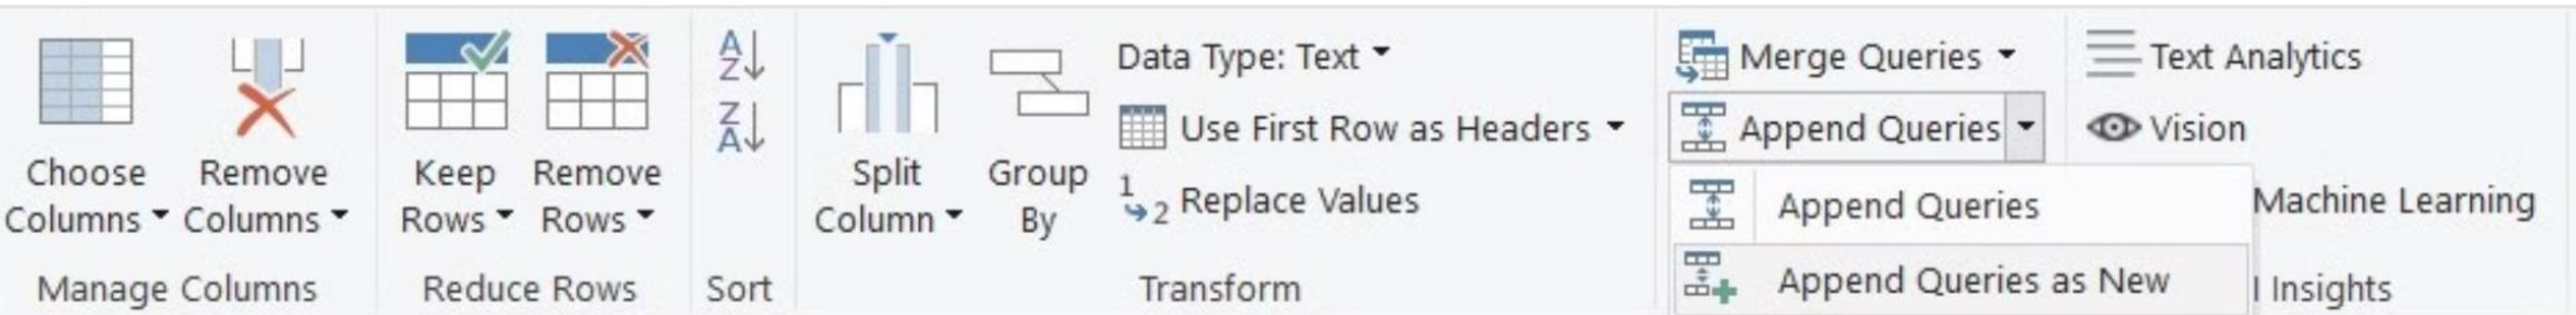 Choose
Columns
Remove
Columns
Manage Columns
Keep
Rows
Remove
Rows
Reduce Rows
A
Z
Z
A
Sort
Split
Column
Group
By
Data Type: Text
Use First Row as Headers
1
2
Replace Values
Transform
Merge Queries
Append Queries
Append Queries
Append Queries as New
Text Analytics
Vision
Machine Learning
I Insights